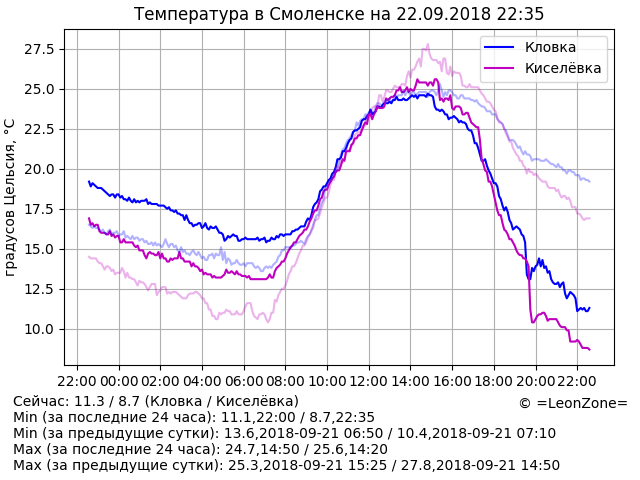 Температура в Смоленске на 22.09.2018 22:35
градусов Цельсия, °C
27.5
25.0
22.5
20.0
17.5
15.0
12.5
10.0
Кловка
Киселёвка
22:00 00:00 02:00 04:00 06:00 08:00 10:00 12:00 14:00 16:00 18:00 20:00 22:00
Сейчас: 11.3 / 8.7 (Кловка / Киселёвка)
© =LeonZone=
Min (за последние 24 часа): 11.1,22:00 / 8.7,22:35
Min (за предыдущие сутки): 13.6,2018-09-21 06:50 / 10.4,2018-09-21 07:10
Max (за последние 24 часа): 24.7,14:50 / 25.6,14:20
Max (за предыдущие сутки): 25.3,2018-09-21 15:25 / 27.8,2018-09-21 14:50